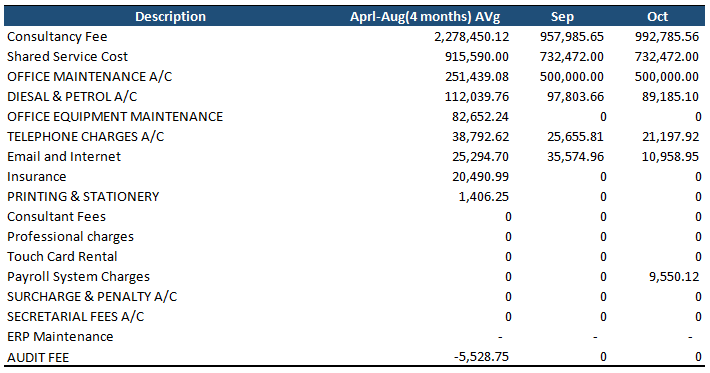 Description Aprl-Aug(4 months) AVg Sep Oct
Consultancy Fee 2,278,450.12 957,985.65 992,785.56
Shared Service Cost 915,590.00 732,472.00 732,472.00
OFFICE MAINTENANCE A/C 251,439.08 500,000.00 500,000.00
DIESAL & PETROL A/C 112,039.76 97,803.66 89,185.10
OFFICE EQUIPMENT MAINTENANCE 82,652.24 0 0
TELEPHONE CHARGES A/C 38,792.62 25,655.81 21,197.92
Email and Internet 25,294.70 35,574.96 10,958.95
Insurance 20,490.99 0 0
PRINTING & STATIONERY 1,406.25 0 0
Consultant Fees 0 0 0
Professional charges 0 0 0
Touch Card Rental 0 0 0
Payroll System Charges 0 0 9,550.12
SURCHARGE & PENALTY A/C 0 0 0
SECRETARIAL FEES A/C 0 0 0
ERP Maintenance - - -
AUDIT FEE -5,528.75 0 0